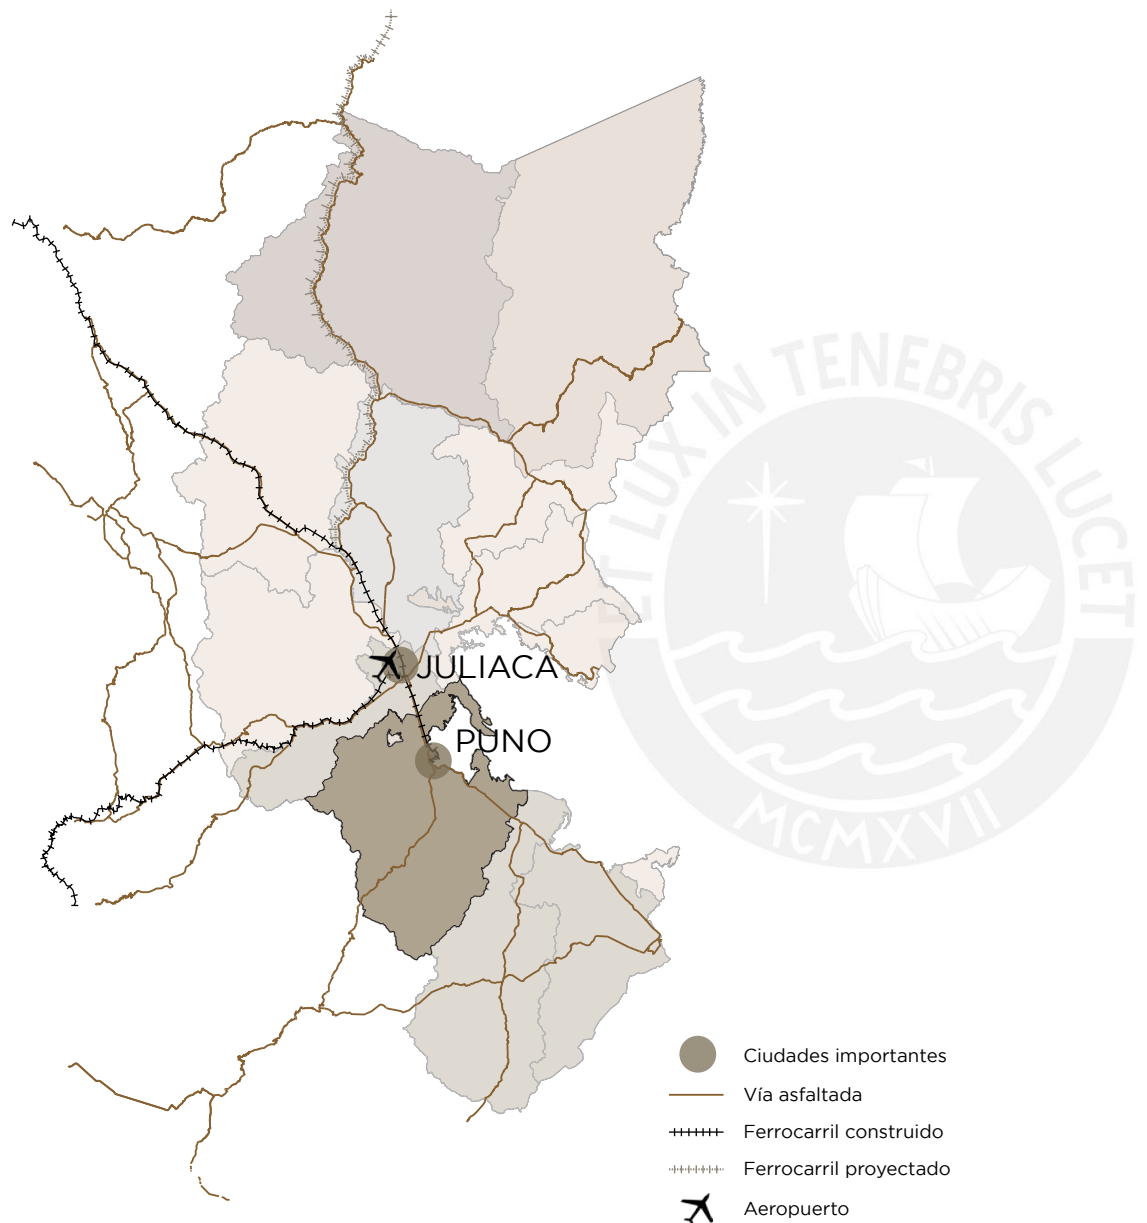 ET LUX IN TENEBRIS LUCET
JULIACA
PUNO
MCMXVII
Ciudades importantes
Vía asfaltada
Ferrocarril construido
Ferrocarril proyectado
Aeropuerto